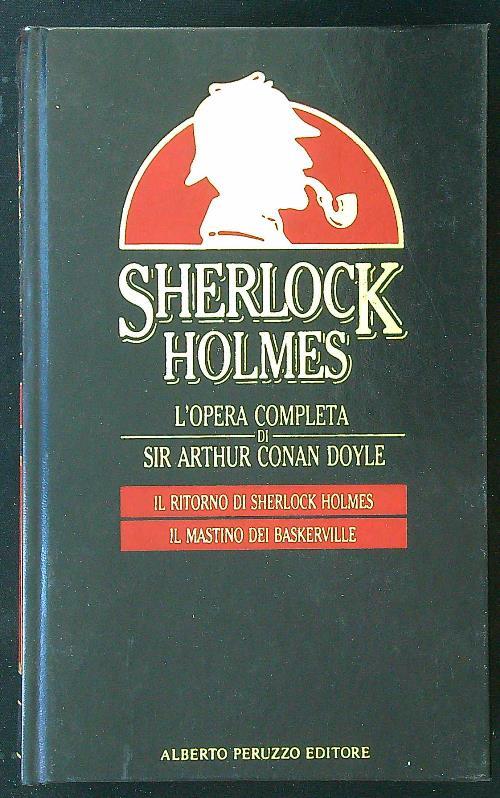 SHERLOCK
HOLMES
L'OPERA COMPLETA
DI
SIR ARTHUR CONAN DOYLE
IL RITORNO DI SHERLOCK HOLMES
IL MASTINO DEI BASKERVILLE
ALBERTO PERUZZO EDITORE